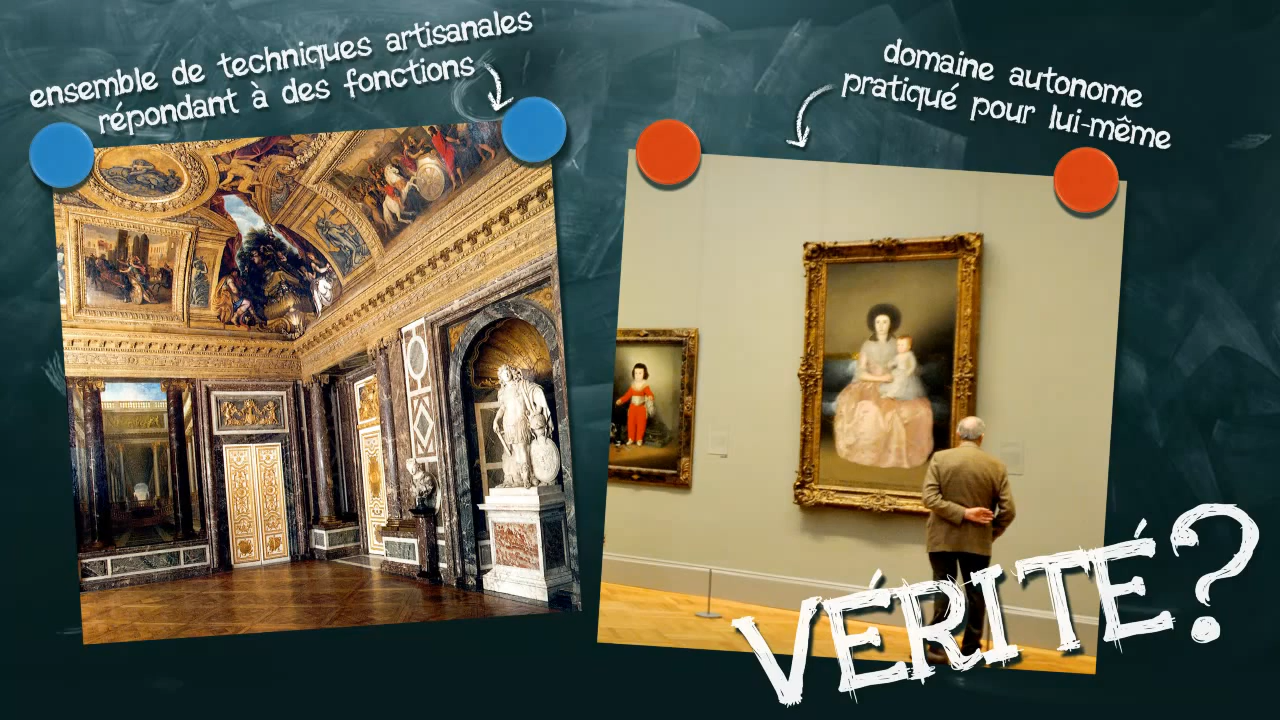 ensemble de techniques artisanales
répondant à des fonctions
domaine autonome
pratiqué pour lui-même
VÉRITÉ?